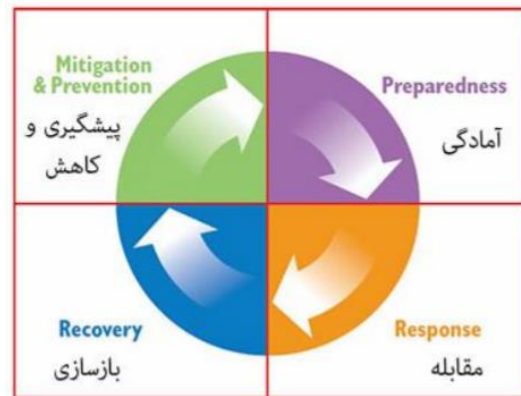 Mitigation
& Prevention
پیشگیری و
کاهش
Preparedness
آمادگی
Recovery
بازسازی
Response
مقابله